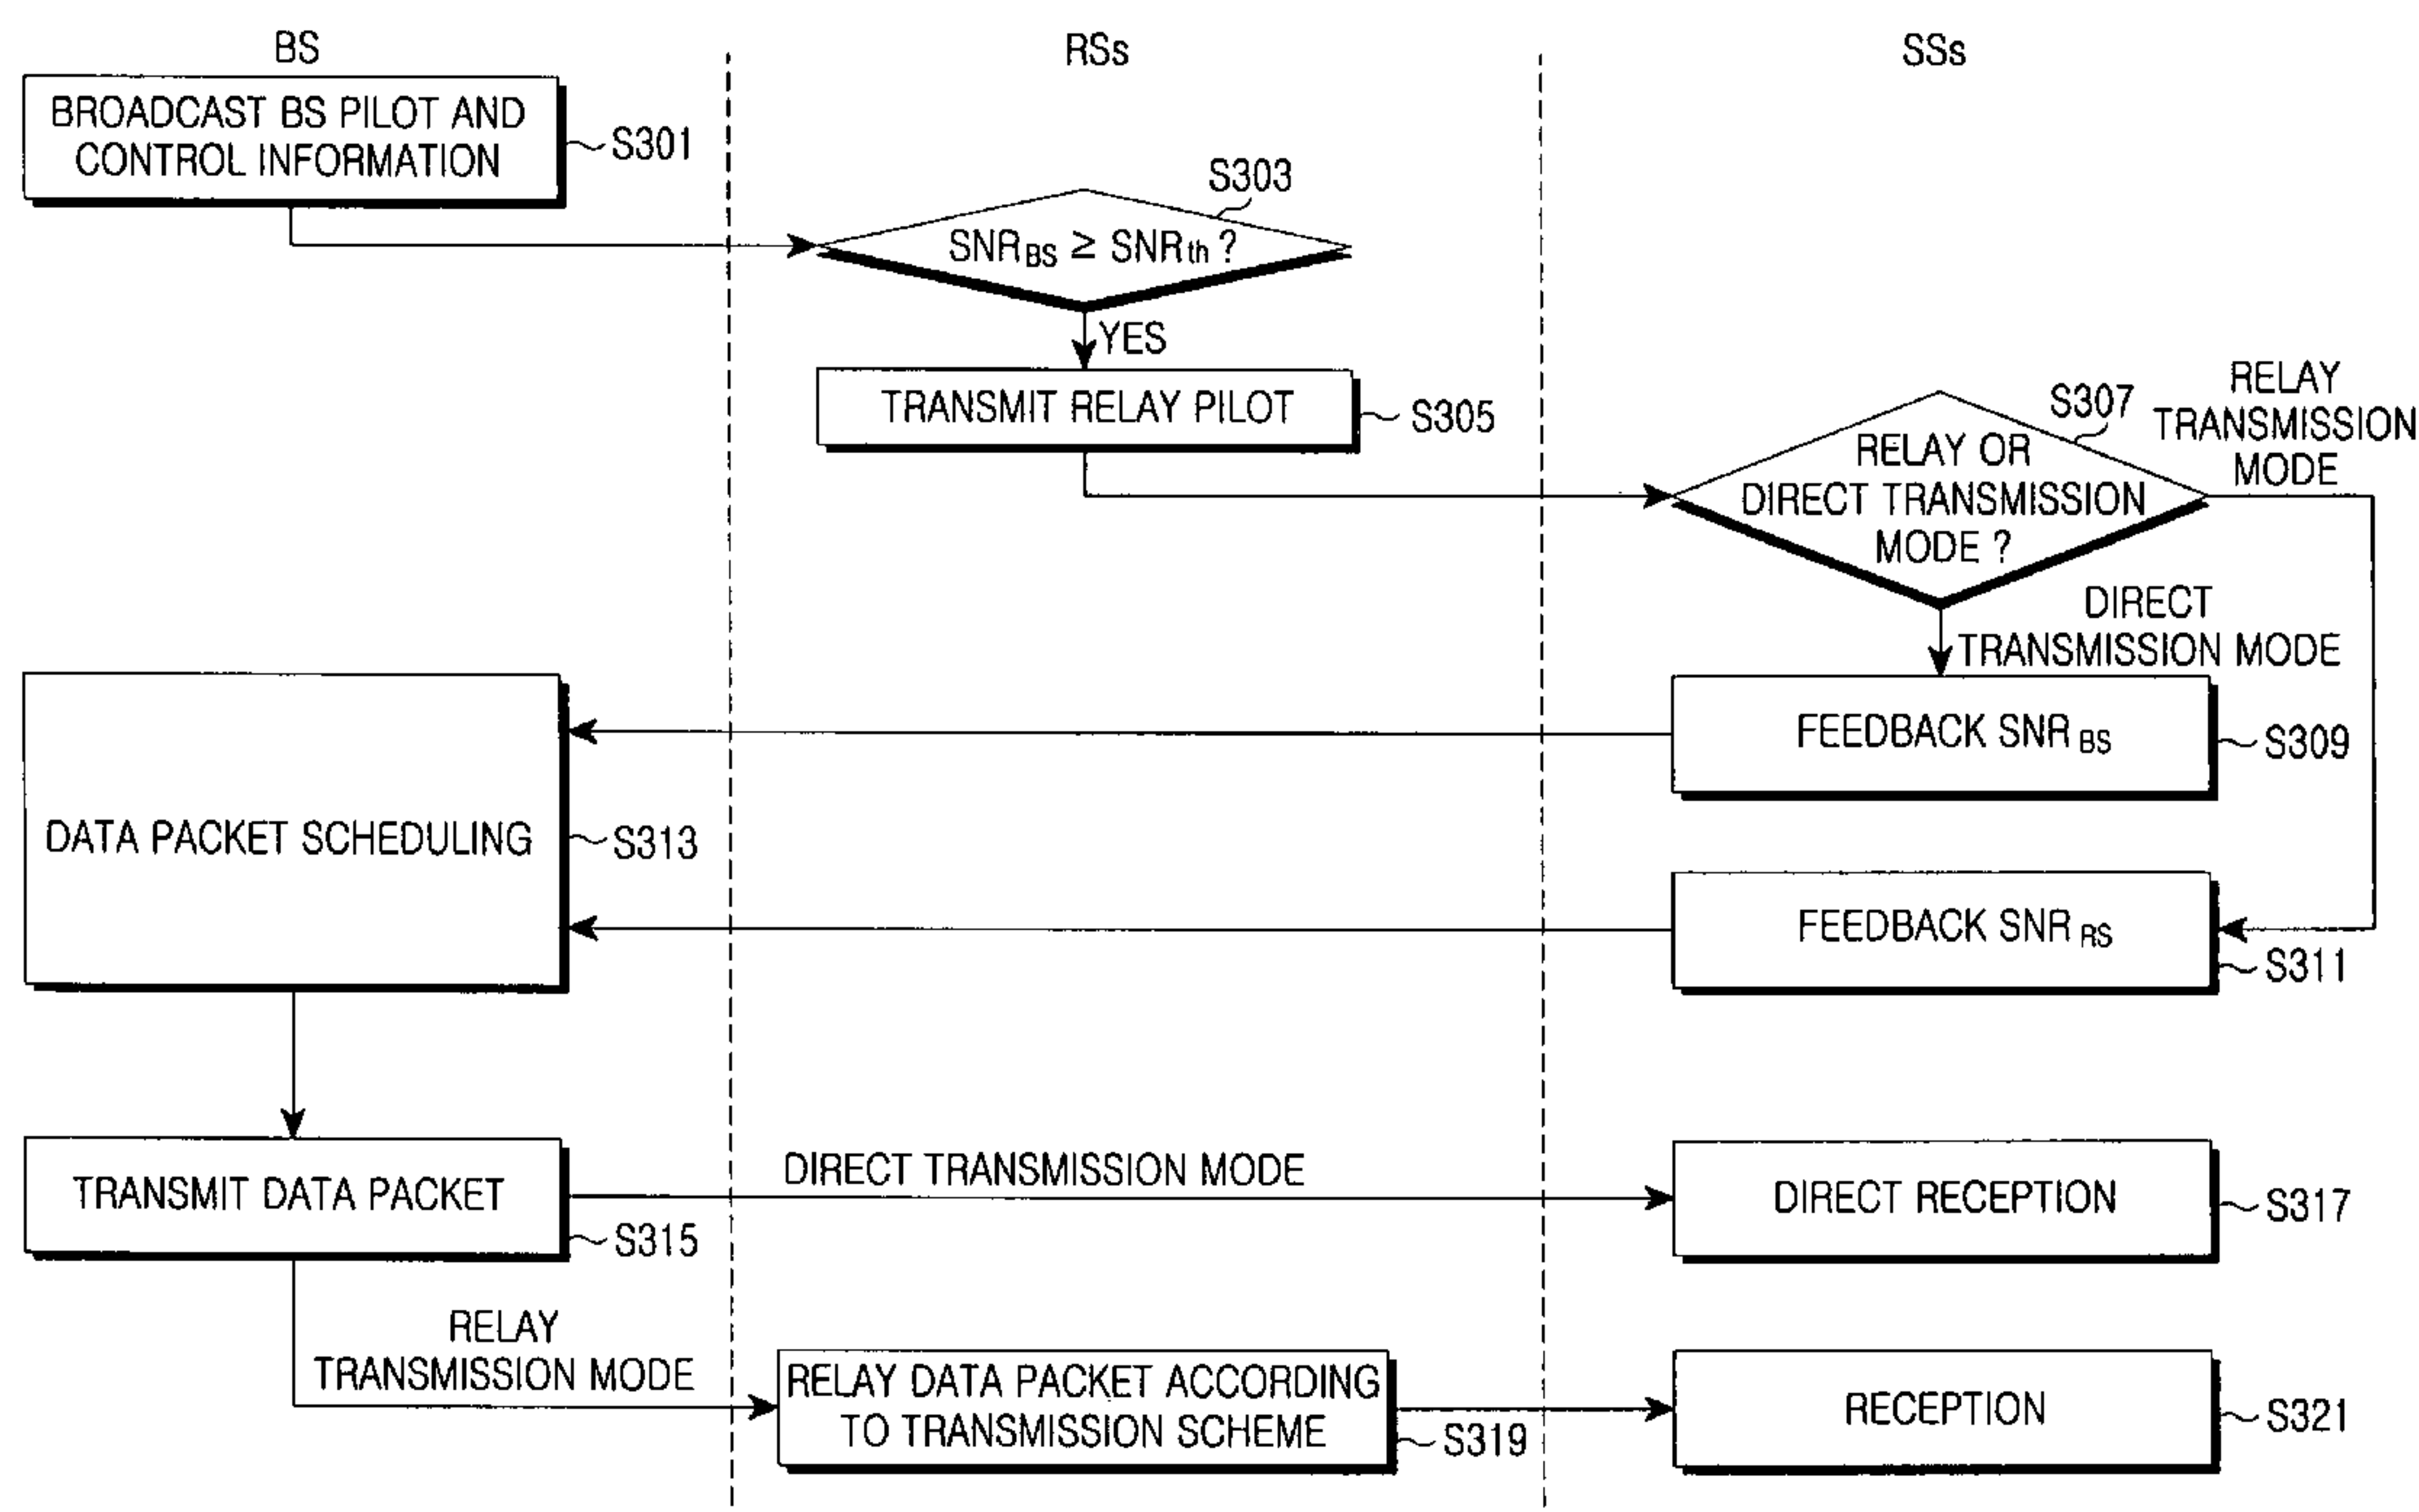 BS
RSs
SSs
BROADCAST BS PILOT AND
CONTROL INFORMATION
S301
S303
SNRBS ≥ SNRth ?
YES
TRANSMIT RELAY PILOT
S305
S307
RELAY OR
DIRECT TRANSMISSION
MODE ?
RELAY
TRANSMISSION
MODE
DIRECT
TRANSMISSION MODE
FEEDBACK SNR BS
S309
DATA PACKET SCHEDULING
S313
FEEDBACK SNR RS
S311
TRANSMIT DATA PACKET
S315
DIRECT TRANSMISSION MODE
DIRECT RECEPTION
S317
RELAY
TRANSMISSION MODE
RELAY DATA PACKET ACCORDING
TO TRANSMISSION SCHEME
S319
RECEPTION
S321